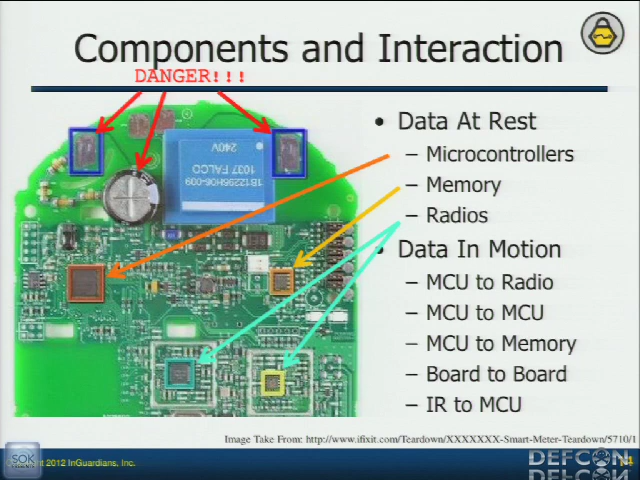 Components and Interaction
DANGER!!!
• Data At Rest
– Microcontrollers
– Memory
– Radios
• Data In Motion
– MCU to Radio
– MCU to MCU
– MCU to Memory
– Board to Board
– IR to MCU
240V
1037 FALCO
1B12295H06-009
Image Take From: http://www.ifixit.com/Teardown/XXXXXXX-Smart-Meter-Teardown/5710/1
2012 InGuardians, Inc.
SOK
DEFCON